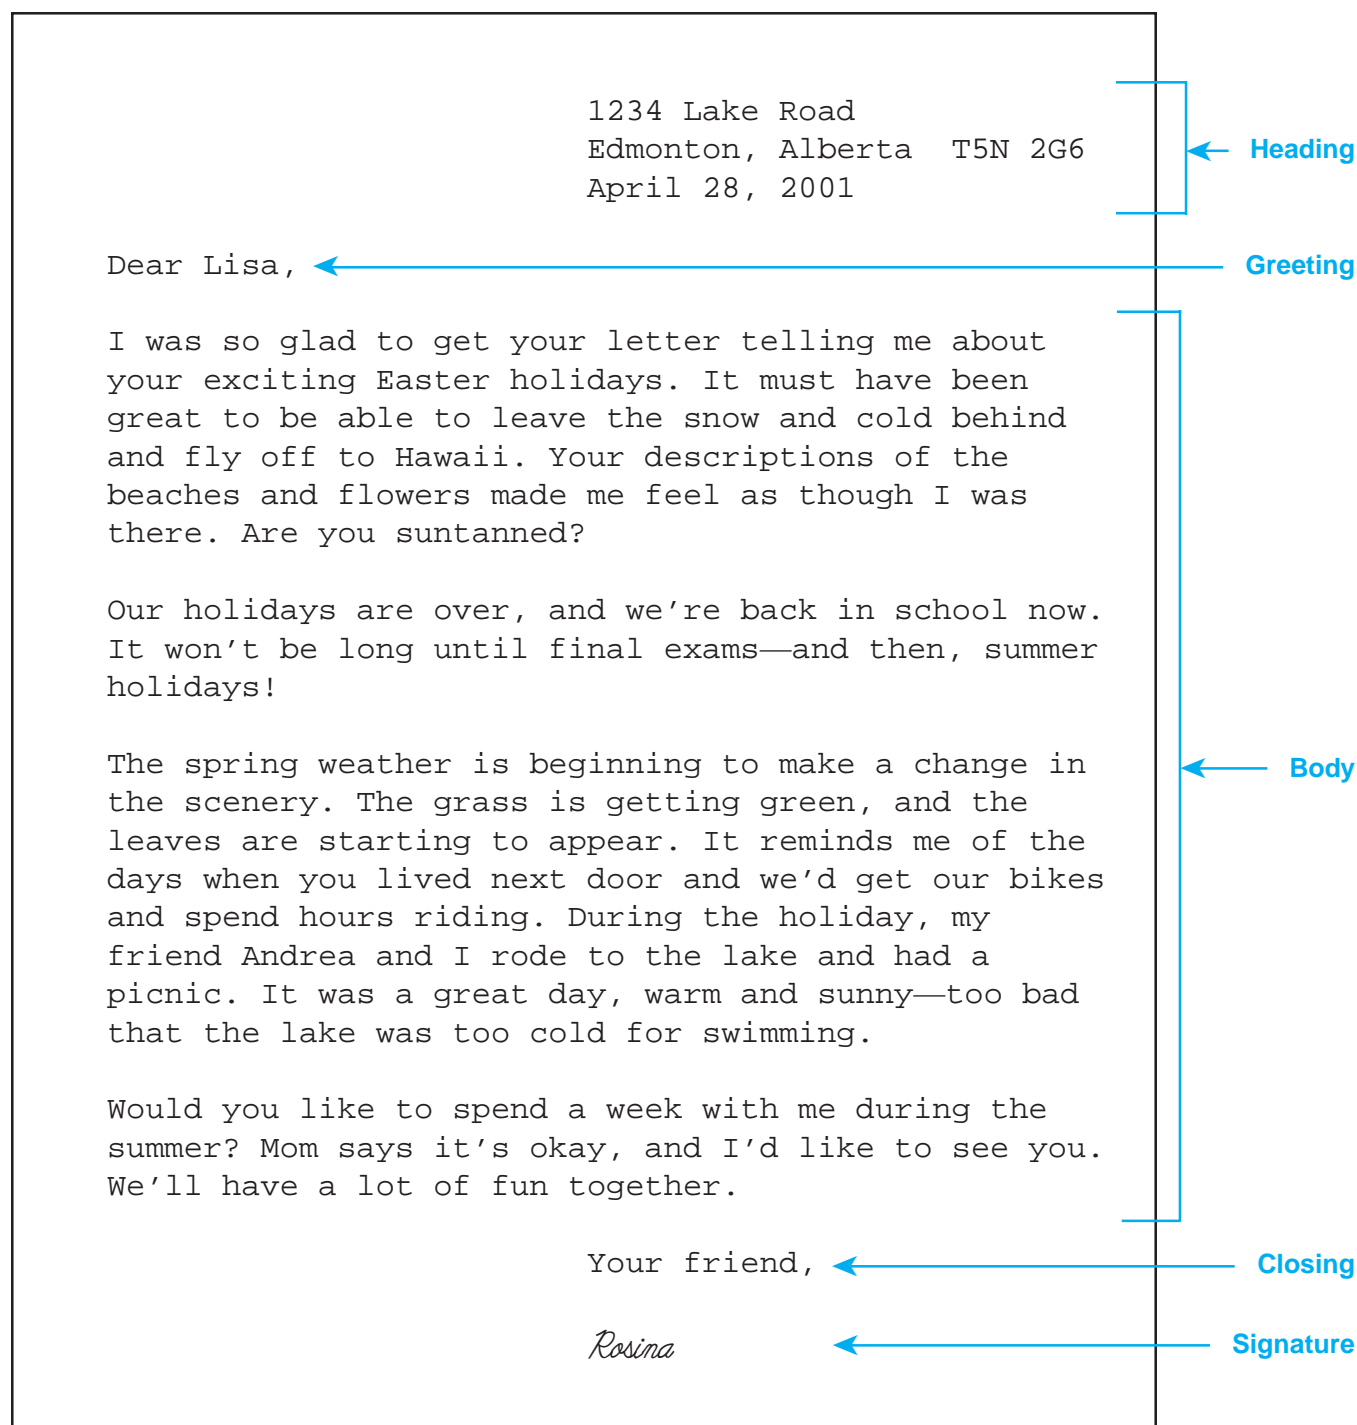 1234 Lake Road
Edmonton, Alberta  T5N 2G6
Heading
April 28, 2001
Dear Lisa,
Greeting
I was so glad to get your letter telling me about
your exciting Easter holidays. It must have been
great to be able to leave the snow and cold behind
and fly off to Hawaii. Your descriptions of the
beaches and flowers made me feel as though I was
there. Are you suntanned?
Our holidays are over, and we’re back in school now.
It won’t be long until final exams—and then, summer
holidays!
The spring weather is beginning to make a change in
Body
the scenery. The grass is getting green, and the
leaves are starting to appear. It reminds me of the
days when you lived next door and we’d get our bikes
and spend hours riding. During the holiday, my
friend Andrea and I rode to the lake and had a
picnic. It was a great day, warm and sunny—too bad
that the lake was too cold for swimming.
Would you like to spend a week with me during the
summer? Mom says it’s okay, and I’d like to see you.
We’ll have a lot of fun together.
Your friend,
Closing
Rosina
Signature